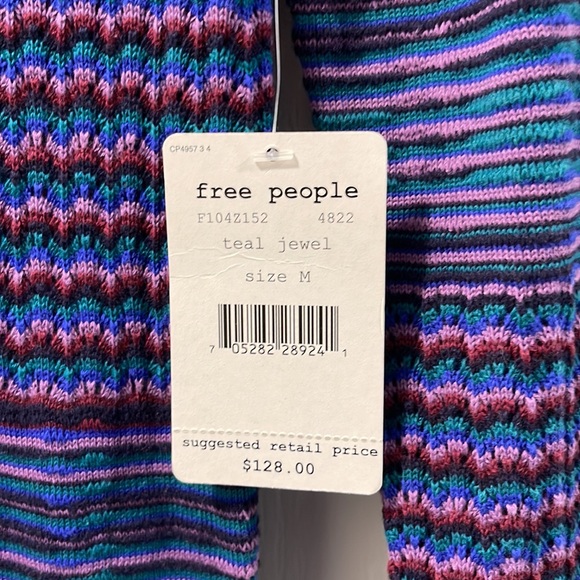 CP4957 3 4
free people
F104Z152 4822
teal jewel
size M
7 05282 28924 1
suggested retail price
$128.00